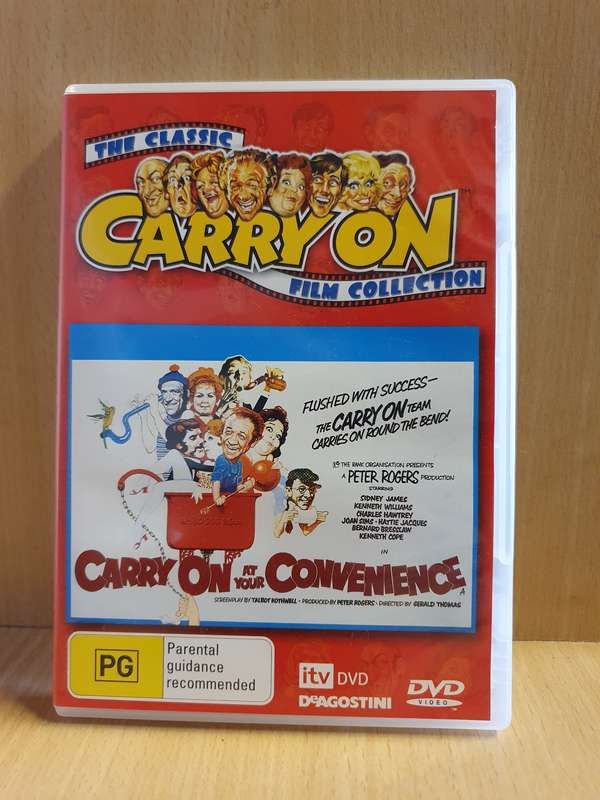 THE CLASSIC
CARRY ON
TM
FILM COLLECTION
FLUSHED WITH SUCCESS—
THE CARRY ON TEAM
CARRIES ON ROUND THE BEND!
THE RANK ORGANISATION PRESENTS
A PETER ROGERS PRODUCTION
STARRING
SIDNEY JAMES
KENNETH WILLIAMS
CHARLES HAWTREY
JOAN SIMS · HATTIE JACQUES
BERNARD BRESSLAW
KENNETH COPE
IN
CARRY ON AT YOUR CONVENIENCE
A
SCREENPLAY BY TALBOT ROTHWELL · PRODUCED BY PETER ROGERS · DIRECTED BY GERALD THOMAS
PG
Parental
guidance
recommended
itv DVD
DeAGOSTINI
DVD
VIDEO